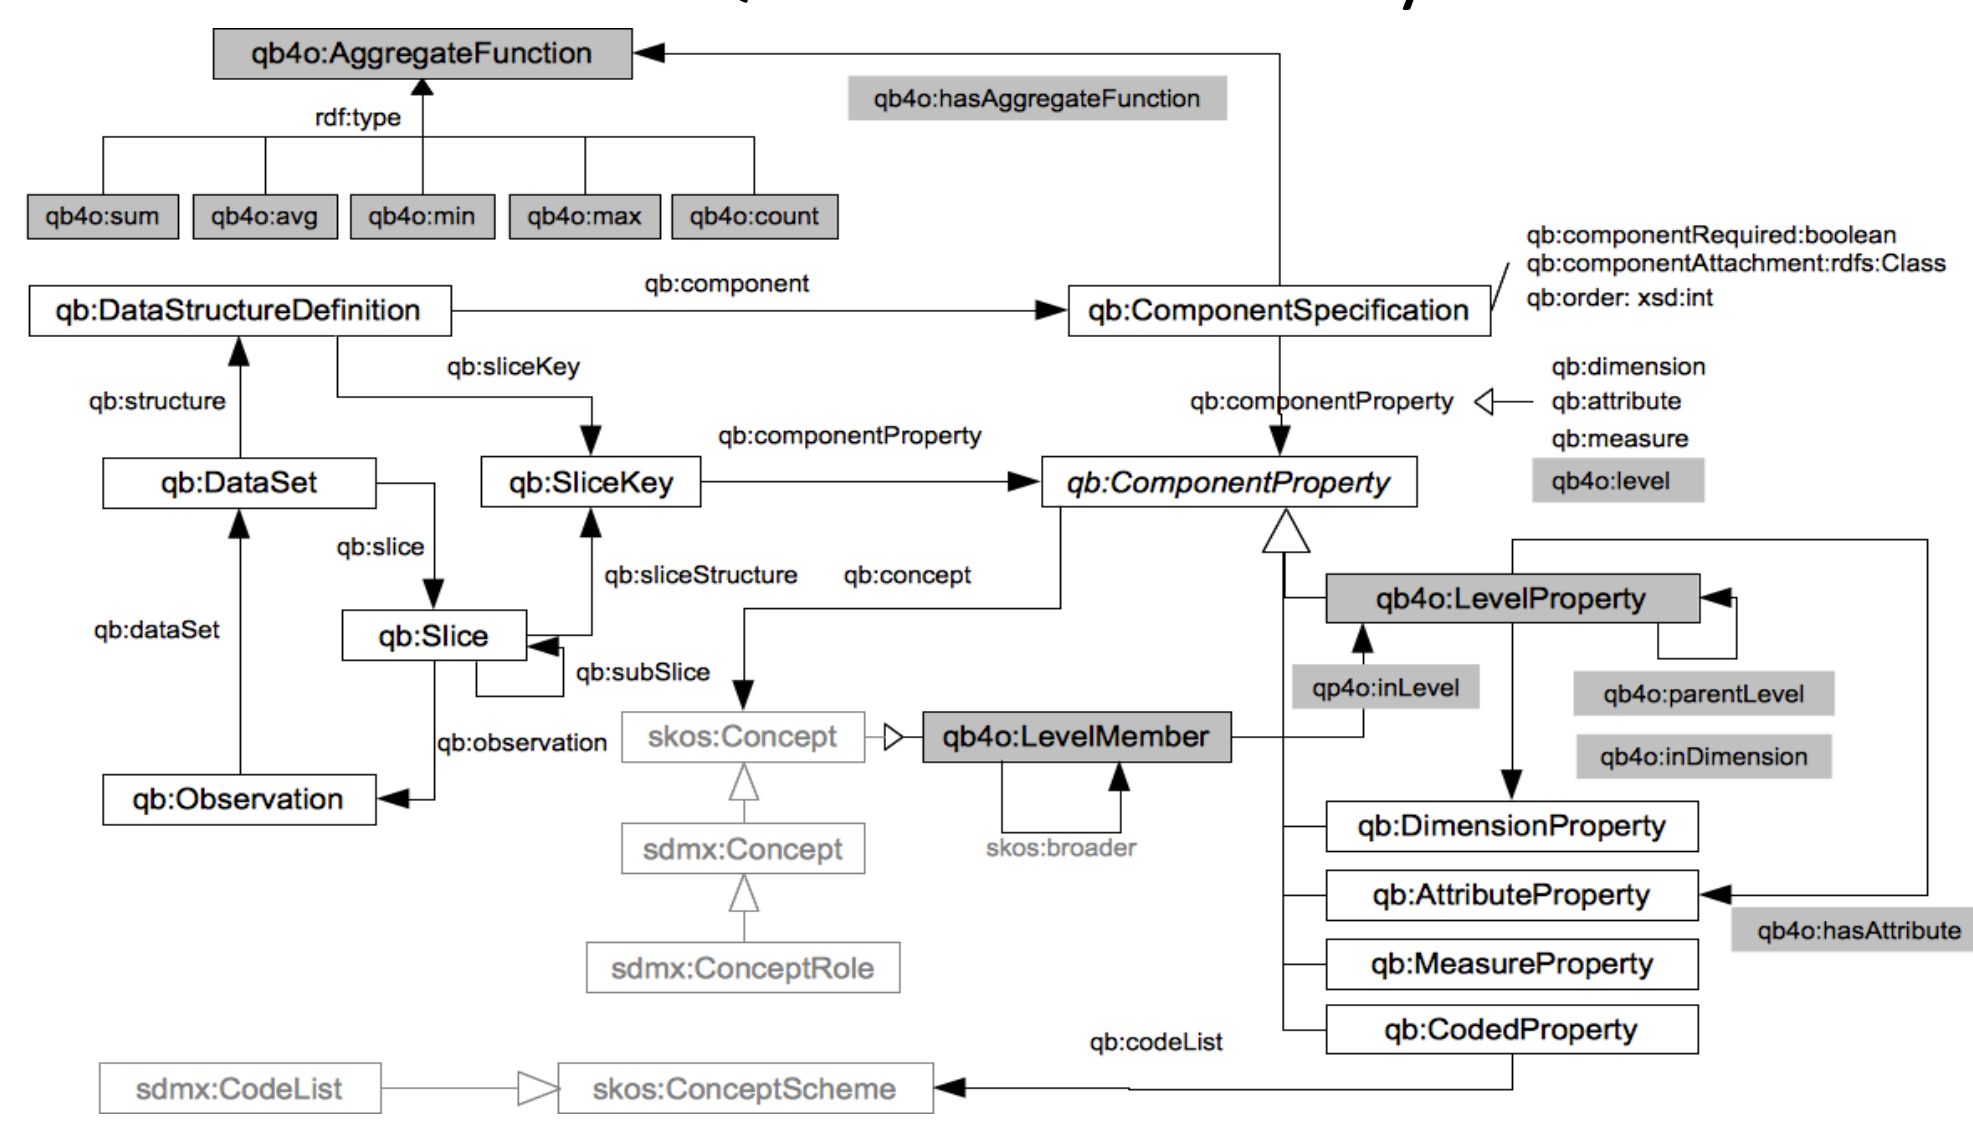 qb4o:AggregateFunction
qb4o:hasAggregateFunction
rdf:type
qb4o:sum
qb4o:avg
qb4o:min
qb4o:max
qb4o:count
qb:componentRequired:boolean
qb:componentAttachment:rdfs:Class
qb:order: xsd:int
qb:component
qb:DataStructureDefinition
qb:ComponentSpecification
qb:sliceKey
qb:structure
qb:dimension
qb:componentProperty
qb:attribute
qb:componentProperty
qb:measure
qb4o:level
qb:DataSet
qb:SliceKey
qb:ComponentProperty
qb:slice
qb:sliceStructure
qb:concept
qb4o:LevelProperty
qb:dataSet
qb:Slice
qb:subSlice
qp4o:inLevel
qb4o:parentLevel
qb:observation
skos:Concept
qb4o:LevelMember
qb4o:inDimension
qb:Observation
qb:DimensionProperty
sdmx:Concept
skos:broader
qb:AttributeProperty
qb4o:hasAttribute
sdmx:ConceptRole
qb:MeasureProperty
qb:CodedProperty
qb:codeList
sdmx:CodeList
skos:ConceptScheme